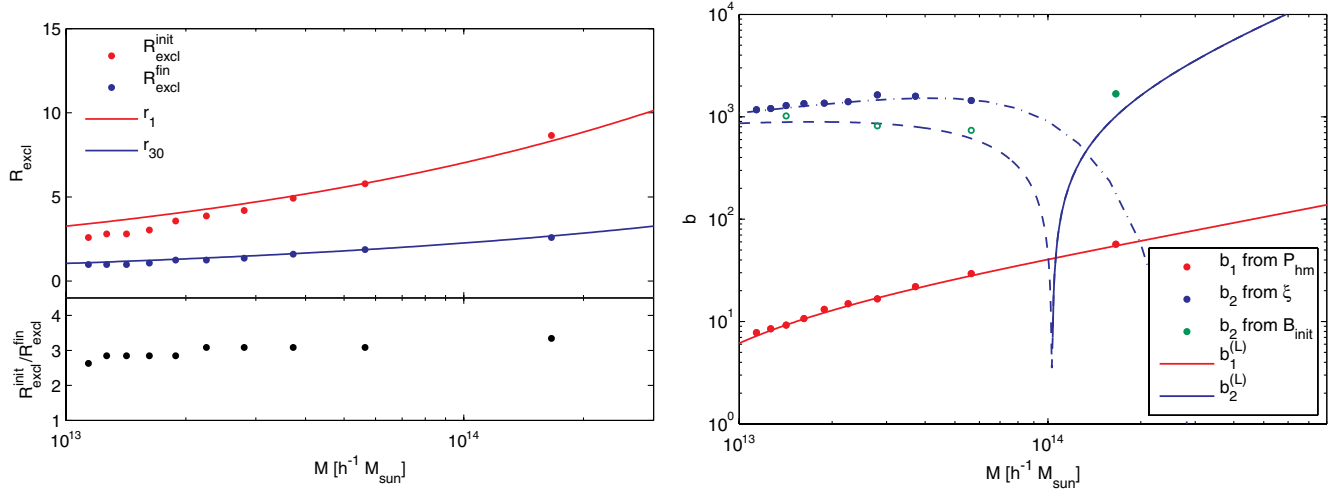 15
10
5
0
R_excl
R_excl^init
R_excl^fin
r_1
r_30
4
3
2
1
R_excl^init/R_excl^fin
10^13
10^14
M [h^-1 M_sun]
10^4
10^3
10^2
10^1
10^0
b
b_1 from P_hm
b_2 from ξ
b_2 from B_init
b_1^(L)
b_2^(L)
10^13
10^14
M [h^-1 M_sun]